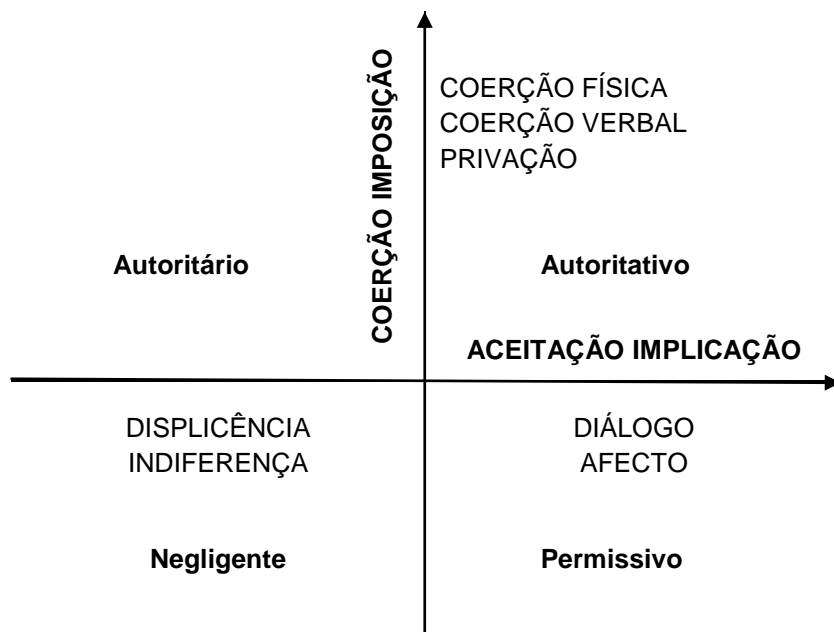 COERÇÃO IMPOSIÇÃO
COERÇÃO FÍSICA
COERÇÃO VERBAL
PRIVAÇÃO
Autoritário
Autoritativo
ACEITAÇÃO IMPLICAÇÃO
DISPLICÊNCIA
INDIFERENÇA
DIÁLOGO
AFECTO
Negligente
Permissivo